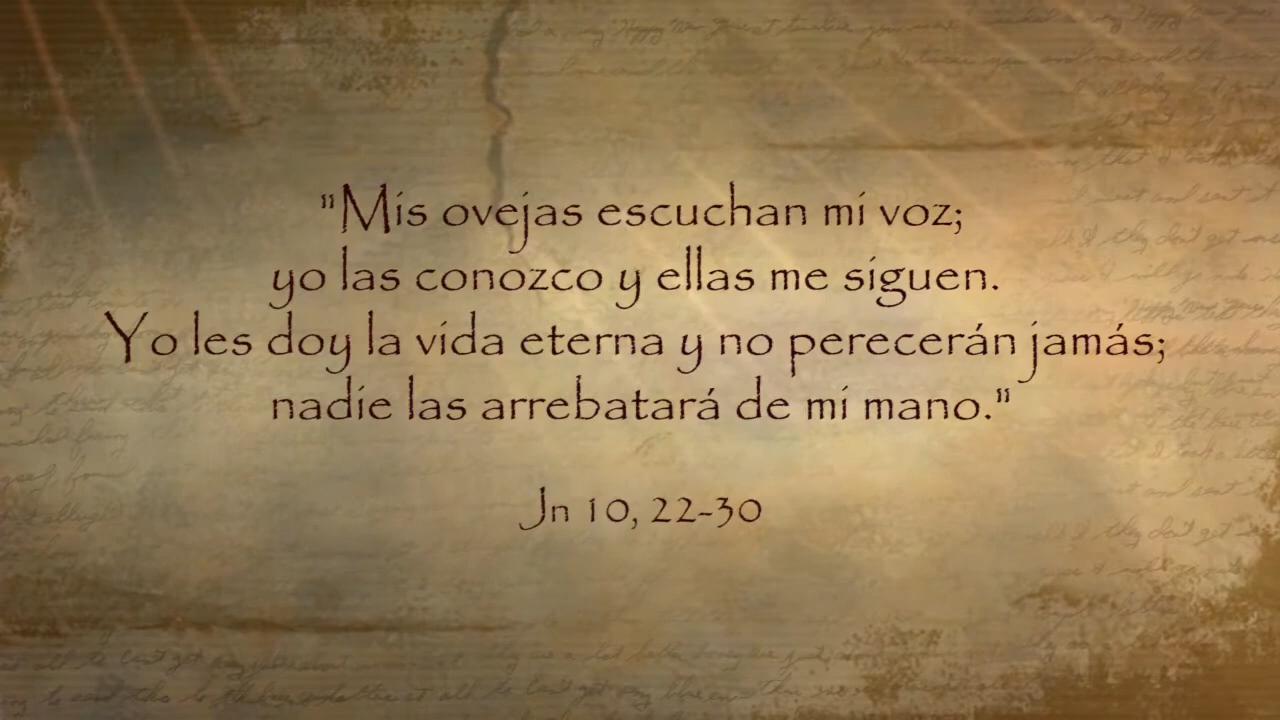 "Mis ovejas escuchan mi voz;
yo las conozco y ellas me siguen.
Yo les doy la vida eterna y no perecerán jamás;
nadie las arrebatará de mi mano."
Jn 10, 22-30